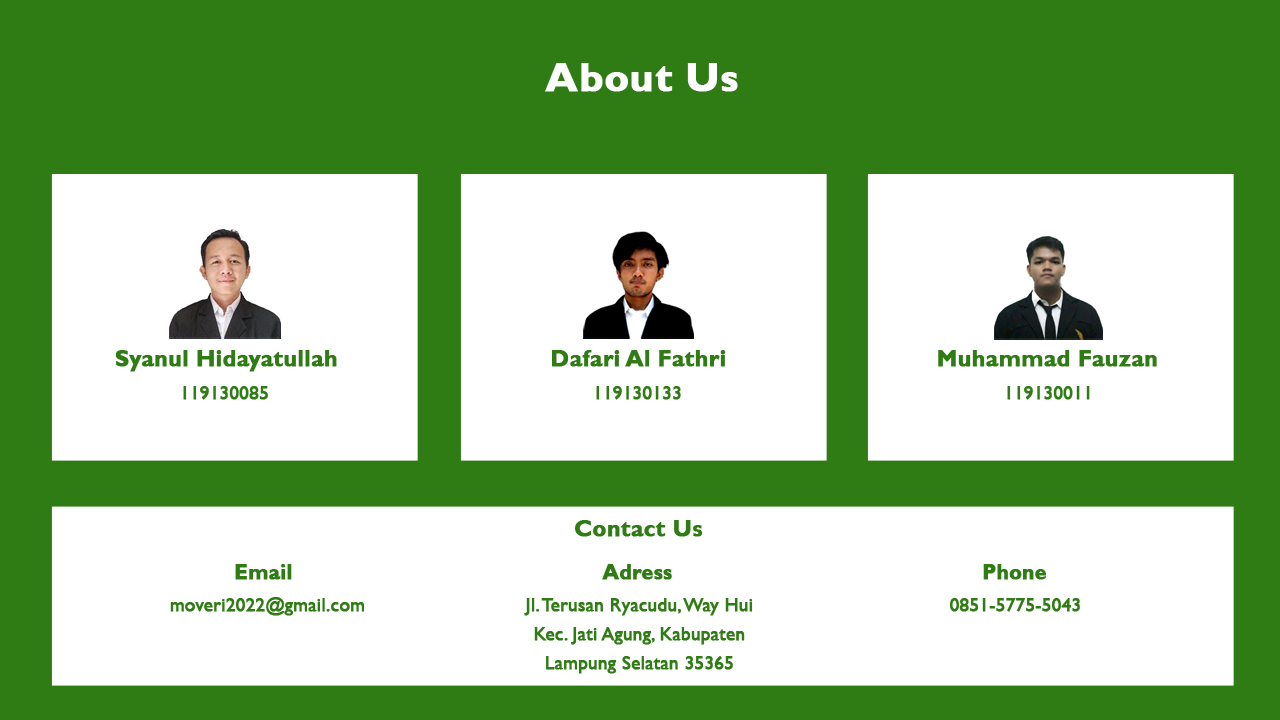 About Us
Syanul Hidayatullah
119130085
Dafari Al Fathri
119130133
Muhammad Fauzan
119130011
Contact Us
Email
moveri2022@gmail.com
Adress
Jl. Terusan Ryacudu, Way Hui
Kec. Jati Agung, Kabupaten
Lampung Selatan 35365
Phone
0851-5775-5043